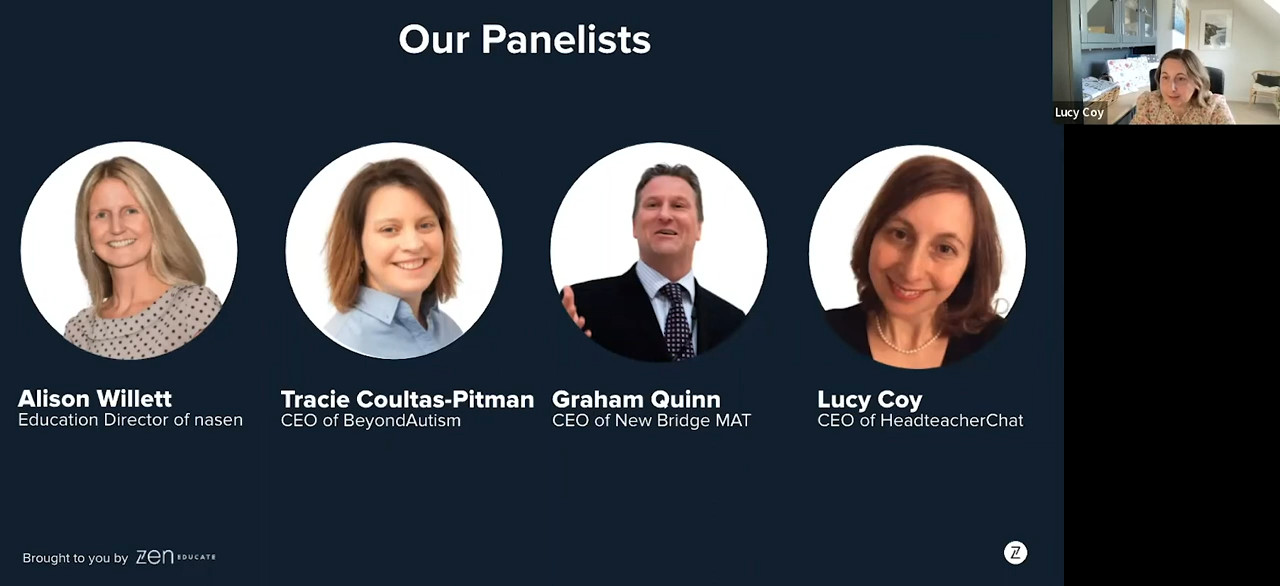 Our Panelists
Lucy Coy
Alison Willett
Education Director of nasen
Tracie Coultas-Pitman
CEO of BeyondAutism
Graham Quinn
CEO of New Bridge MAT
Lucy Coy
CEO of HeadteacherChat
Brought to you by zen EDUCATE
Z